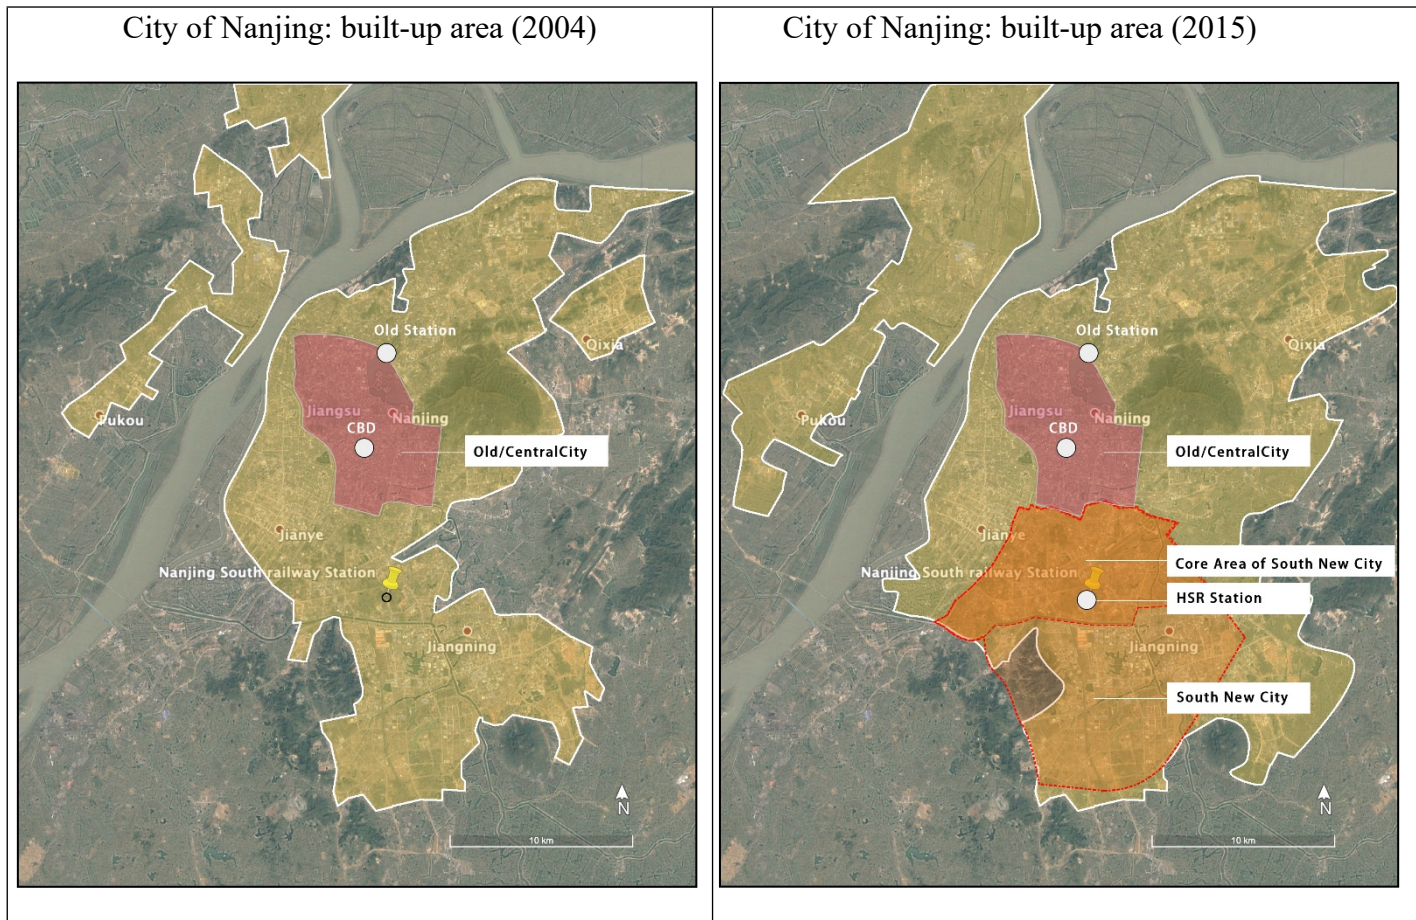 City of Nanjing: built-up area (2004)
Old Station
Qixia
Pukou
Jiangsu
Nanjing
CBD
Old/CentralCity
Jianye
Nanjing South railway Station
Jiangning
N
10 km
City of Nanjing: built-up area (2015)
Old Station
Qixia
Pukou
Jiangsu
Nanjing
CBD
Old/CentralCity
Jianye
Core Area of South New City
Nanjing South railway Station
HSR Station
Jiangning
South New City
N
10 km